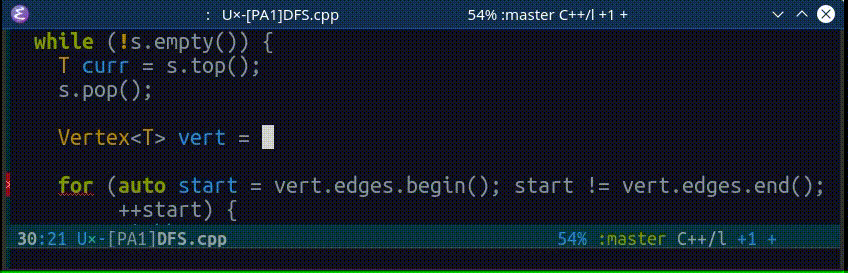 : U×-[PA1]DFS.cpp 54% :master C++/l +1 +
while (!s.empty()) {
T curr = s.top();
s.pop();
Vertex<T> vert =
for (auto start = vert.edges.begin(); start != vert.edges.end();
++start) {
30:21 U×-[PA1]DFS.cpp 54% :master C++/l +1 +